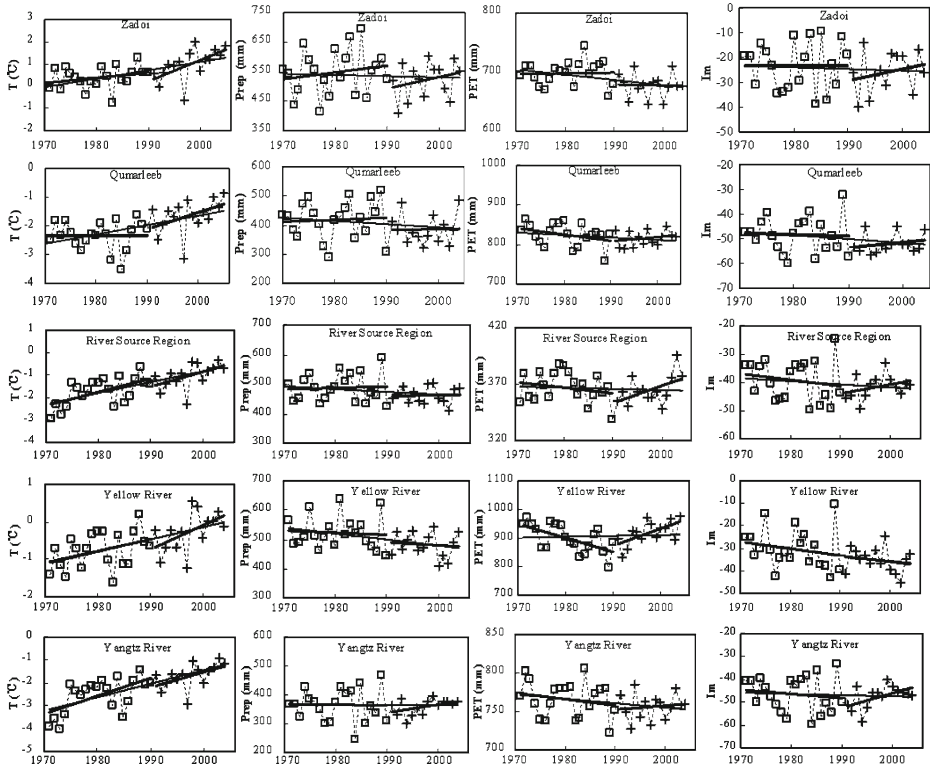 Zadoi
T (℃)
3
2
1
0
-1
-2
1970 1980 1990 2000
Zadoi
Prep (mm)
750
650
550
450
350
1970 1980 1990 2000
Zadoi
PET (mm)
800
700
600
1970 1980 1990 2000
Zadoi
Im
0
-10
-20
-30
-40
-50
1970 1980 1990 2000
Qumarleeb
T (℃)
0
-1
-2
-3
-4
1970 1980 1990 2000
Qumarleeb
Prep (mm)
600
500
400
300
200
1970 1980 1990 2000
Qumarleeb
PET (mm)
1000
900
800
700
1970 1980 1990 2000
Qumarleeb
Im
-20
-30
-40
-50
-60
-70
1970 1980 1990 2000
River Source Region
T (℃)
1
0
-1
-2
-3
-4
1970 1980 1990 2000
River Source Region
Prep (mm)
700
600
500
400
300
1970 1980 1990 2000
River Source Region
PET (mm)
420
360
320
1970 1980 1990 2000
River Source Region
Im
-20
-30
-40
-50
-60
1970 1980 1990 2000
Yellow River
T (℃)
1
0
-1
-2
1970 1980 1990 2000
Yellow River
Prep (mm)
700
600
500
400
300
1970 1980 1990 2000
Yellow River
PET (mm)
1100
1000
900
800
700
1970 1980 1990 2000
Yellow River
Im
0
-10
-20
-30
-40
-50
1970 1980 1990 2000
Yangtz River
T (℃)
0
-1
-2
-3
-4
-5
1970 1980 1990 2000
Yangtz River
Prep (mm)
600
500
400
300
200
1970 1980 1990 2000
Yangtz River
PET (mm)
850
800
750
750
1970 1980 1990 2000
Yangtz River
Im
-20
-30
-40
-50
-60
-70
1970 1980 1990 2000